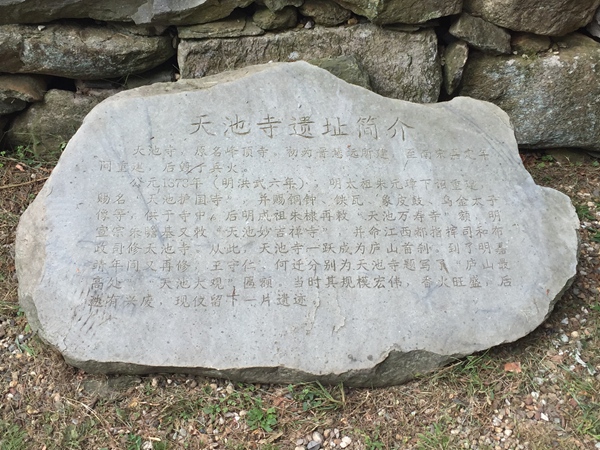 天池寺遗址简介
天池寺，原名峰顶寺，初为晋慧远所建，至南宋
间重建，后毁于兵火。
公元1373年（明洪武六年），明太祖朱元璋下旨重建，
赐名“天池护国寺”，并赐铜钟、铁瓦、象皮鼓、乌金太子
像等，供于寺中，后明成祖朱棣再敕“天池万寿寺”额，明
宣宗朱瞻基又敕“天池妙吉禅寺”，并命江西都指挥司和布
政司修天池寺。从此，天池寺一跃成为庐山首刹。到了明嘉
靖年间又再修，王守仁、何迁分别为天池寺题写了“庐山最
高处”、“天池大观”匾额，当时其规模宏伟，香火旺盛，后
有兴废，现仅留下一片遗迹。